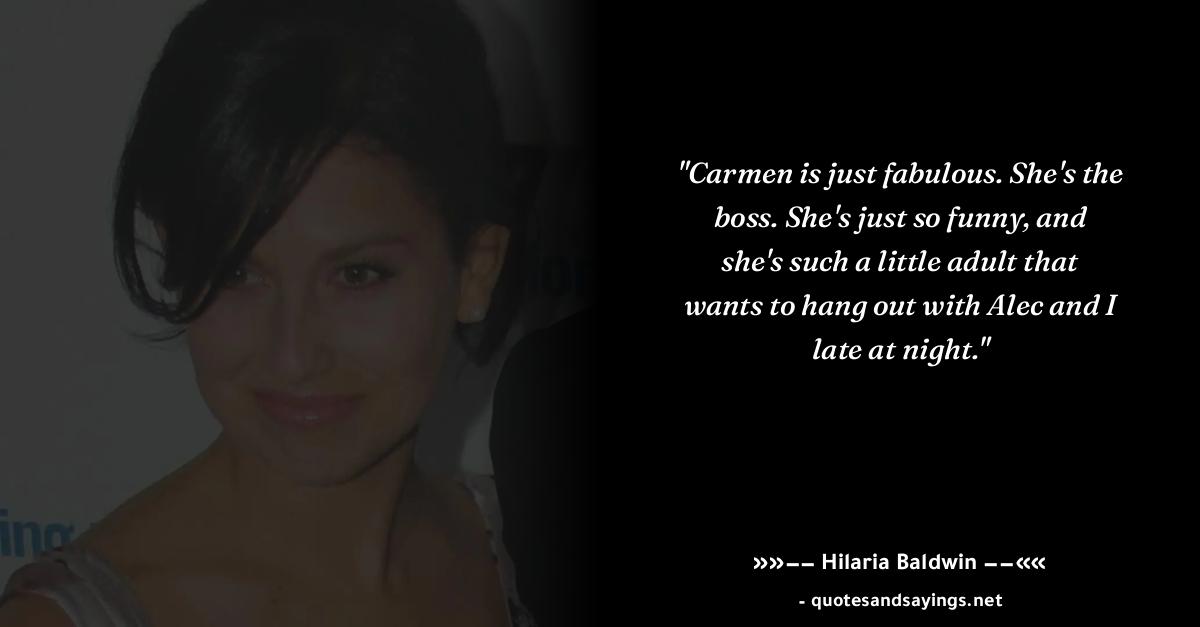 "Carmen is just fabulous. She's the
boss. She's just so funny, and
she's such a little adult that
wants to hang out with Alec and I
late at night."
ing
»»–– Hilaria Baldwin ––««
- quotesandsayings.net